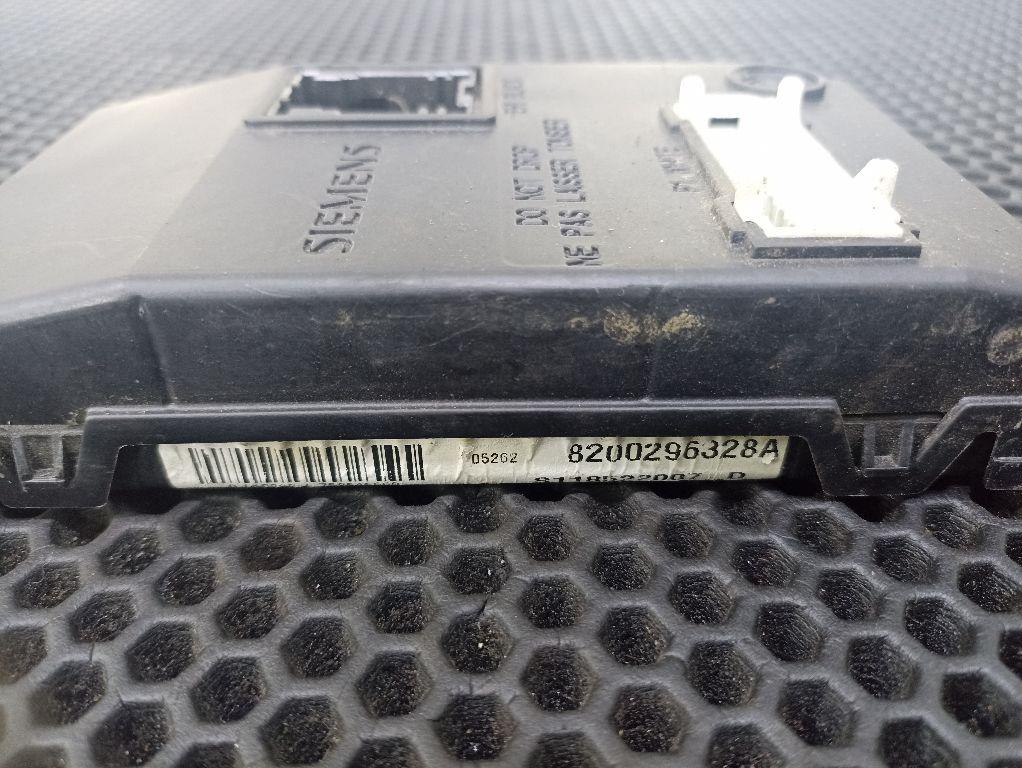 SIEMENS
DO NOT DROP
NE PAS LAISSER TOMBER
05262
8200296328A